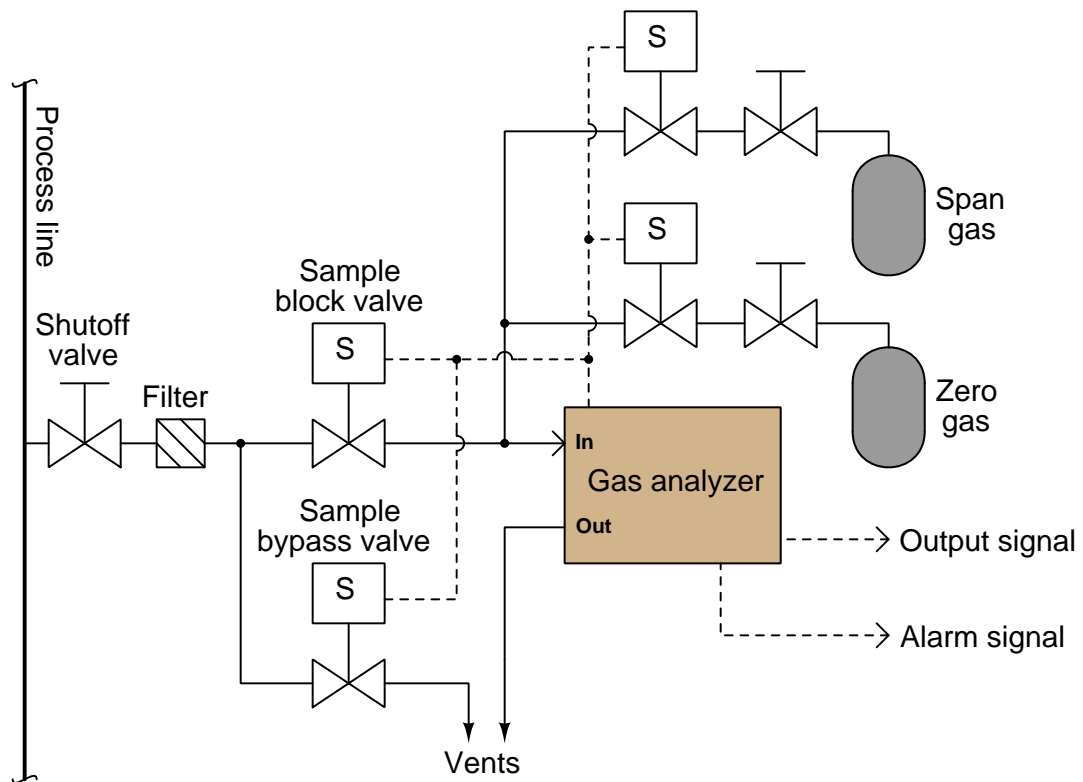 S
Process line
Span
gas
S
Sample
block valve
Shutoff
valve
S
Filter
Zero
gas
In
Gas analyzer
Out
Sample
bypass valve
Output signal
S
Alarm signal
Vents